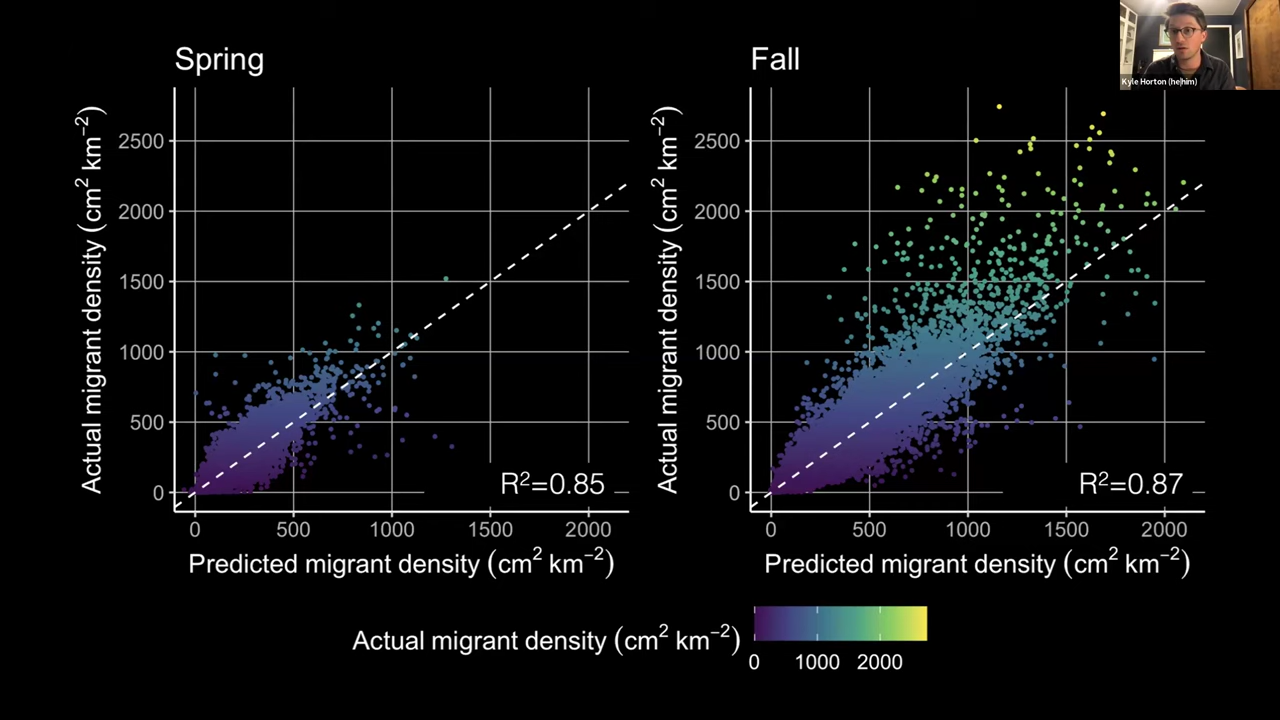 Kyle Horton (he|him)
Spring
Fall
Actual migrant density (cm² km⁻²)
2500
2000
1500
1000
500
0
R²=0.85
0 500 1000 1500 2000
Predicted migrant density (cm² km⁻²)
Actual migrant density (cm² km⁻²)
2500
2000
1500
1000
500
0
R²=0.87
0 500 1000 1500 2000
Predicted migrant density (cm² km⁻²)
Actual migrant density (cm² km⁻²)
0 1000 2000